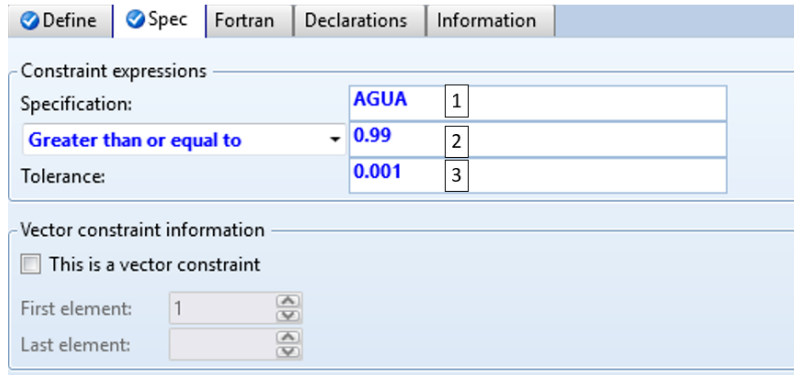 Define Spec Fortran Declarations Information
Constraint expressions
Specification: AGUA 1
Greater than or equal to 0.99 2
Tolerance: 0.001 3
Vector constraint information
This is a vector constraint
First element: 1
Last element: